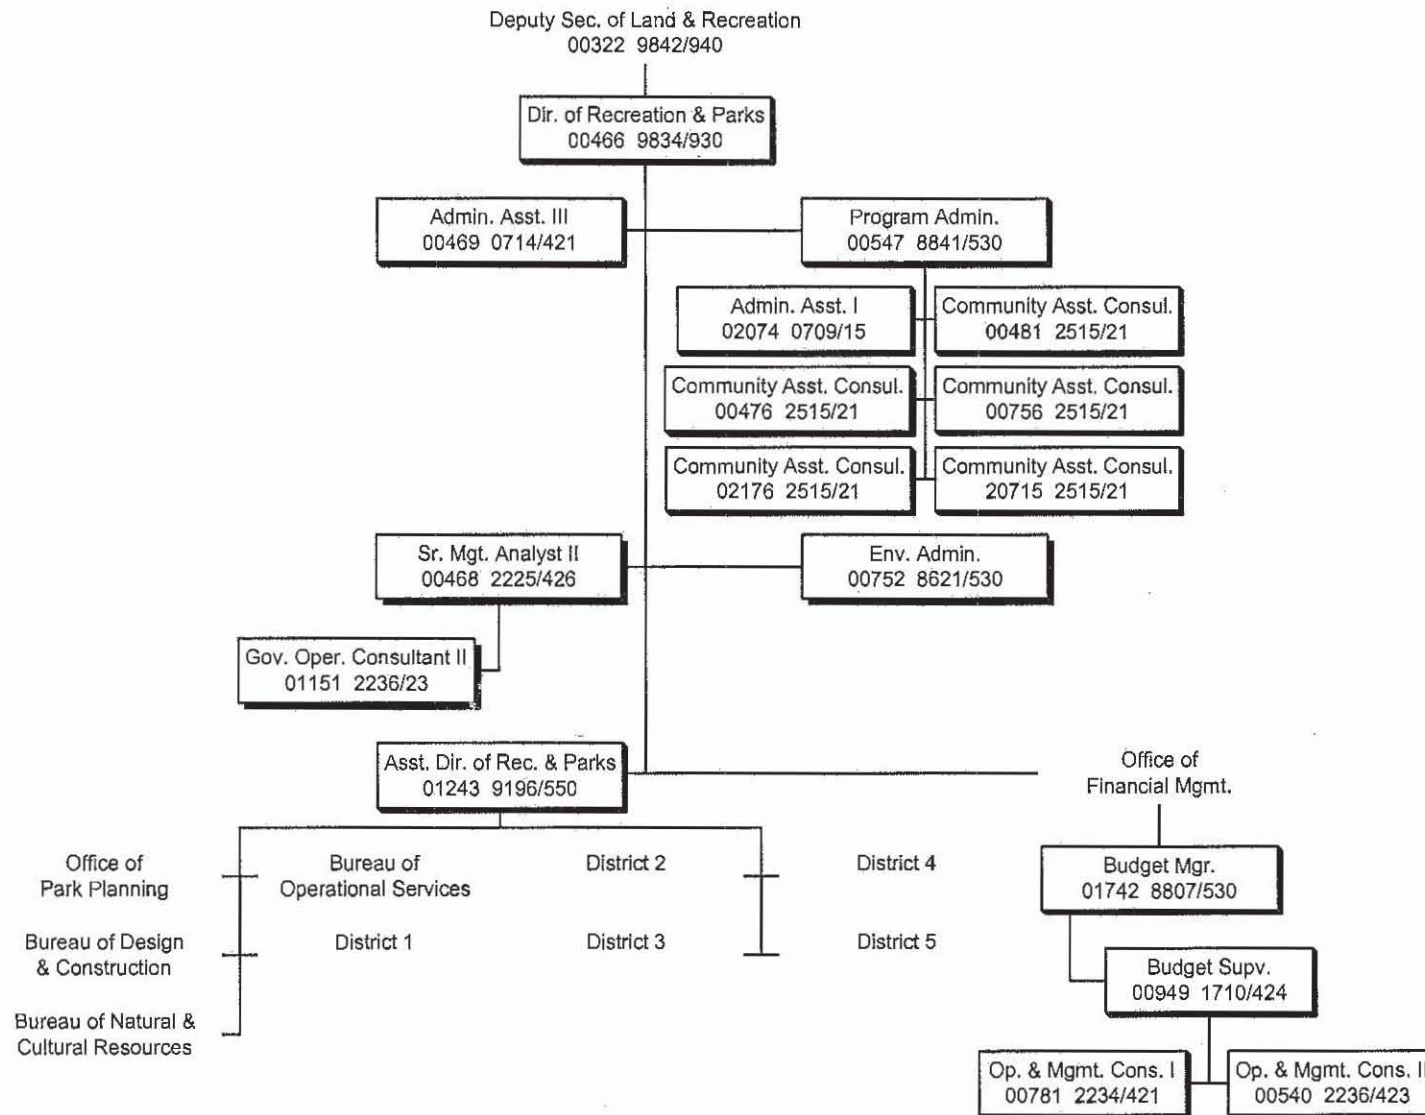 Deputy Sec. of Land & Recreation
00322 9842/940
Dir. of Recreation & Parks
00466 9834/930
Admin. Asst. III
00469 0714/421
Program Admin.
00547 8841/530
Admin. Asst. I
02074 0709/15
Community Asst. Consul.
00481 2515/21
Community Asst. Consul.
00476 2515/21
Community Asst. Consul.
00756 2515/21
Community Asst. Consul.
02176 2515/21
Community Asst. Consul.
20715 2515/21
Sr. Mgt. Analyst II
00468 2225/426
Env. Admin.
00752 8621/530
Gov. Oper. Consultant II
01151 2236/23
Asst. Dir. of Rec. & Parks
01243 9196/550
Office of
Financial Mgmt.
Office of
Park Planning
Bureau of
Operational Services
District 2
District 4
Budget Mgr.
01742 8807/530
Bureau of Design
& Construction
District 1
District 3
District 5
Budget Supv.
00949 1710/424
Bureau of Natural &
Cultural Resources
Op. & Mgmt. Cons. I
00781 2234/421
Op. & Mgmt. Cons. II
00540 2236/423